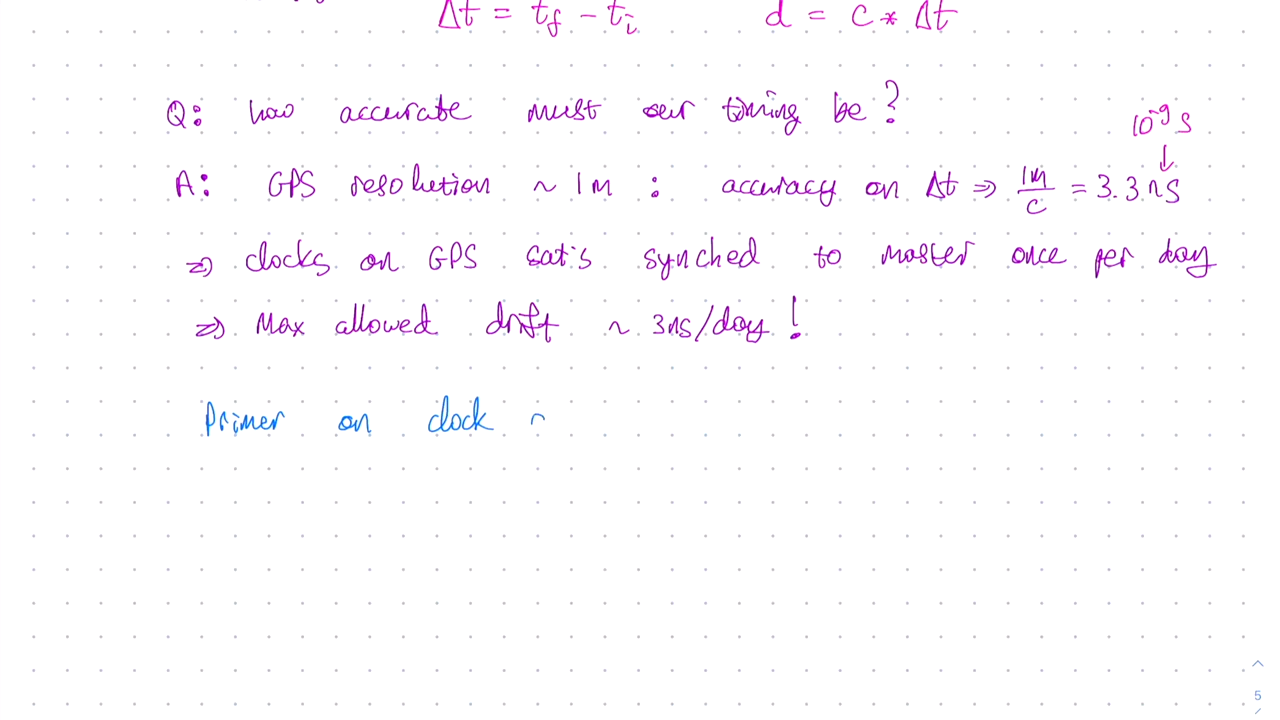 Δt = t_f - t_i d = c * Δt
Q: how accurate must our timing be?
10^-9 s
↓
A: GPS resolution ~ 1m : accuracy on Δt ⇒ 1m/c = 3.3 ns
⇒ clocks on GPS sat's synched to master once per day
⇒ Max allowed drift ~ 3ns/day!
Primer on clock
5